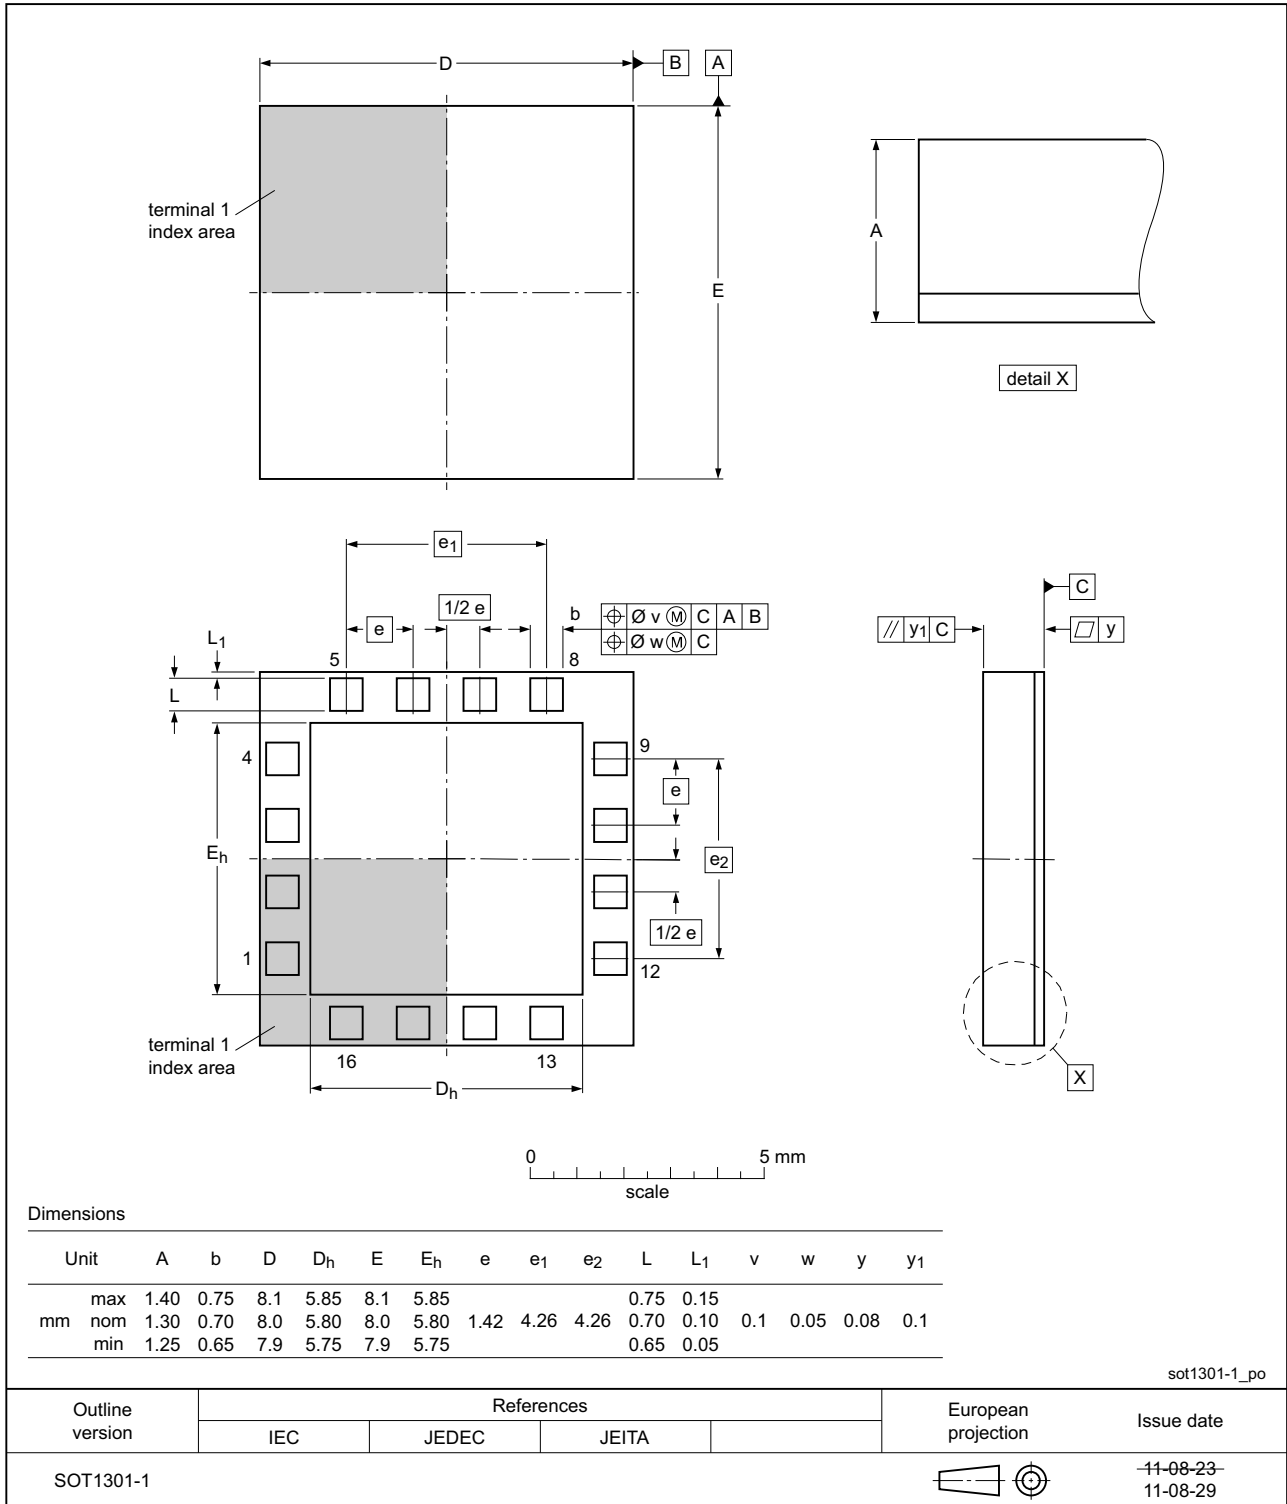 D B A
terminal 1
index area
E
A
detail X
e1
1/2 e
e
b ⌖ Ø v Ⓜ C A B
⌖ Ø w Ⓜ C
L1
L
5 8
4 9
e
Eh
e2
1/2 e
1 12
terminal 1
index area
16 13
Dh
C
// y1 C
⏥ y
X
0 5 mm
scale
Dimensions
Unit A b D Dh E Eh e e1 e2 L L1 v w y y1
max 1.40 0.75 8.1 5.85 8.1 5.85 0.75 0.15
mm nom 1.30 0.70 8.0 5.80 8.0 5.80 1.42 4.26 4.26 0.70 0.10 0.1 0.05 0.08 0.1
min 1.25 0.65 7.9 5.75 7.9 5.75 0.65 0.05
sot1301-1_po
Outline version References European projection Issue date
IEC JEDEC JEITA
SOT1301-1
11-08-23
11-08-29